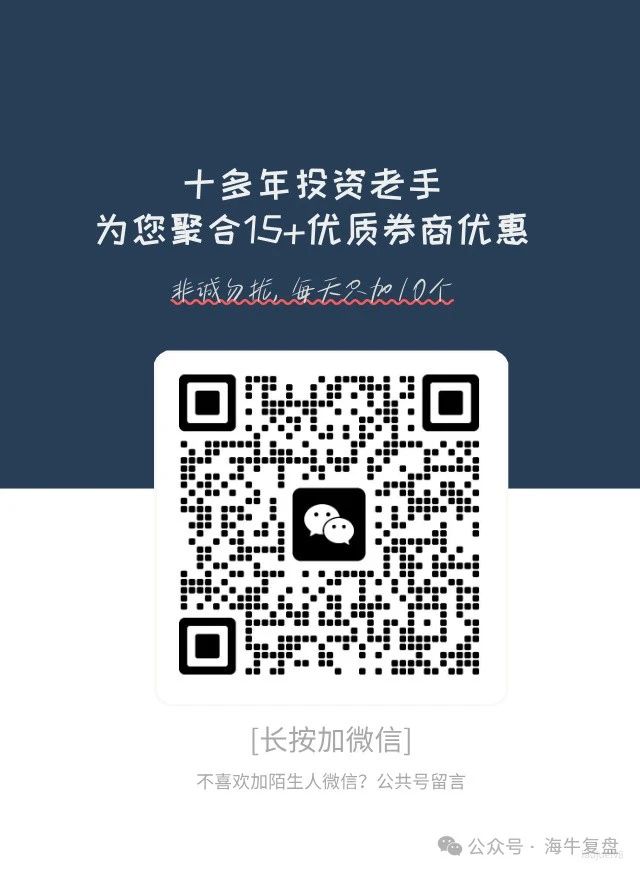 十多年投资老手
为您聚合15+优质券商优惠
非诚勿扰，每天只加10个
[长按加微信]
不喜欢加陌生人微信？公共号留言
公众号·海牛复盘